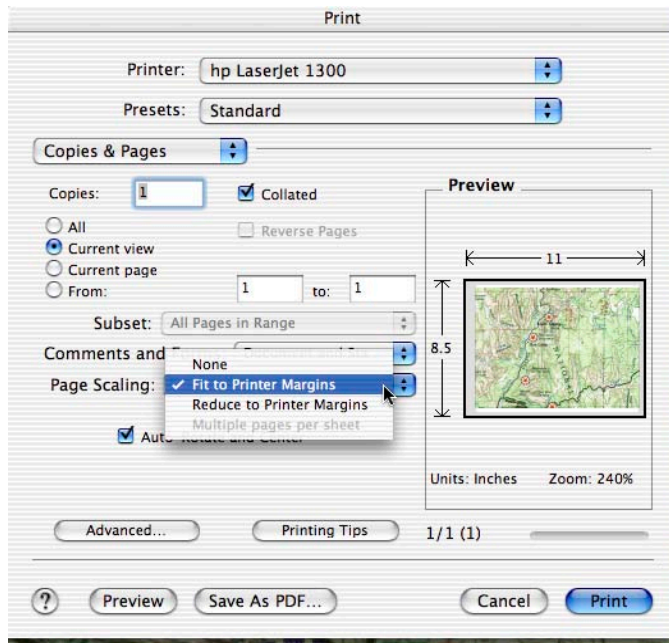 Print
Printer: hp LaserJet 1300
Presets: Standard
Copies & Pages
Copies: 1
Collated
All
Reverse Pages
Current view
Current page
From: 1 to: 1
Subset: All Pages in Range
Comments and
None
Page Scaling: ✓ Fit to Printer Margins
Reduce to Printer Margins
Multiple pages per sheet
Auto-Rotate and Center
Preview
11
8.5
Units: Inches Zoom: 240%
Advanced... Printing Tips
1/1 (1)
? Preview Save As PDF... Cancel Print